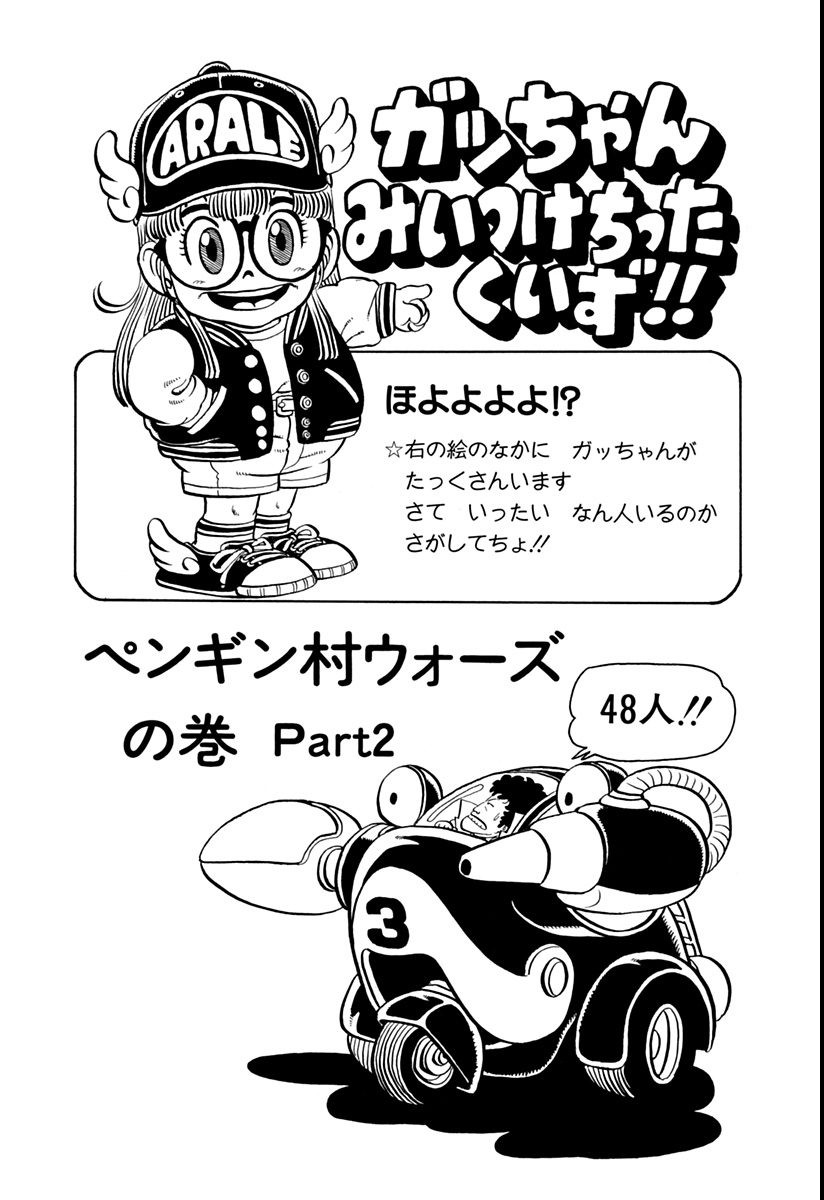 ARALE
ガッちゃん
みいつけちった
くいず!!
ほよよよよ!?
☆右の絵のなかに　ガッちゃんが
たっくさんいます
さて　いったい　なん人いるのか
さがしてちょ!!
ペンギン村ウォーズ
の巻　Part2
48人!!
3